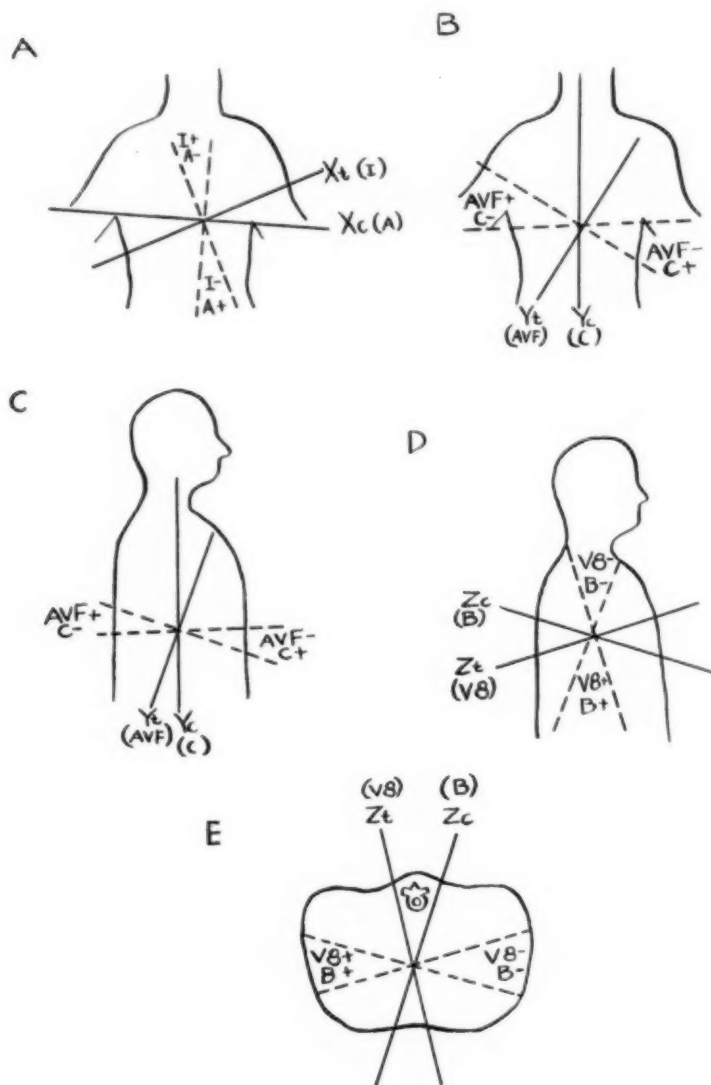 A
I+
A-
Xt (I)
Xc (A)
I-
A+
B
AVF+
C-
AVF-
C+
Yt
(AVF)
Yc
(C)
C
AVF+
C-
AVF-
C+
Yt
(AVF)
Yc
(C)
D
V8-
B-
Zc
(B)
Zt
(V8)
V8+
B+
E
(V8)
Zt
(B)
Zc
V8+
B+
V8-
B-